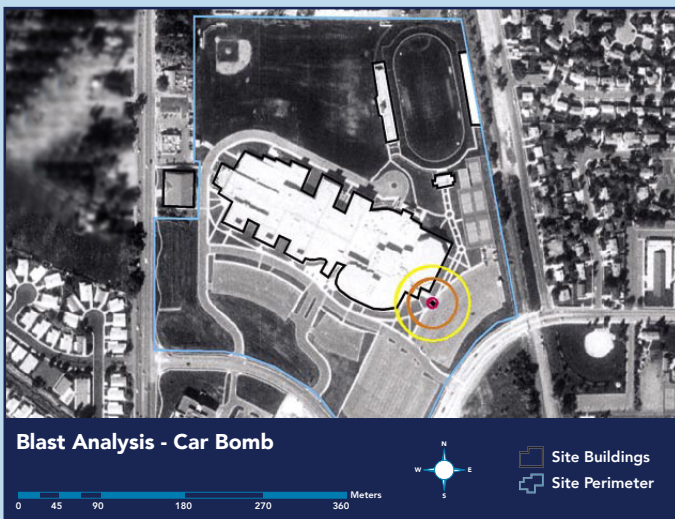 Blast Analysis - Car Bomb
N
W E
S
Site Buildings
Site Perimeter
Meters
0 45 90 180 270 360